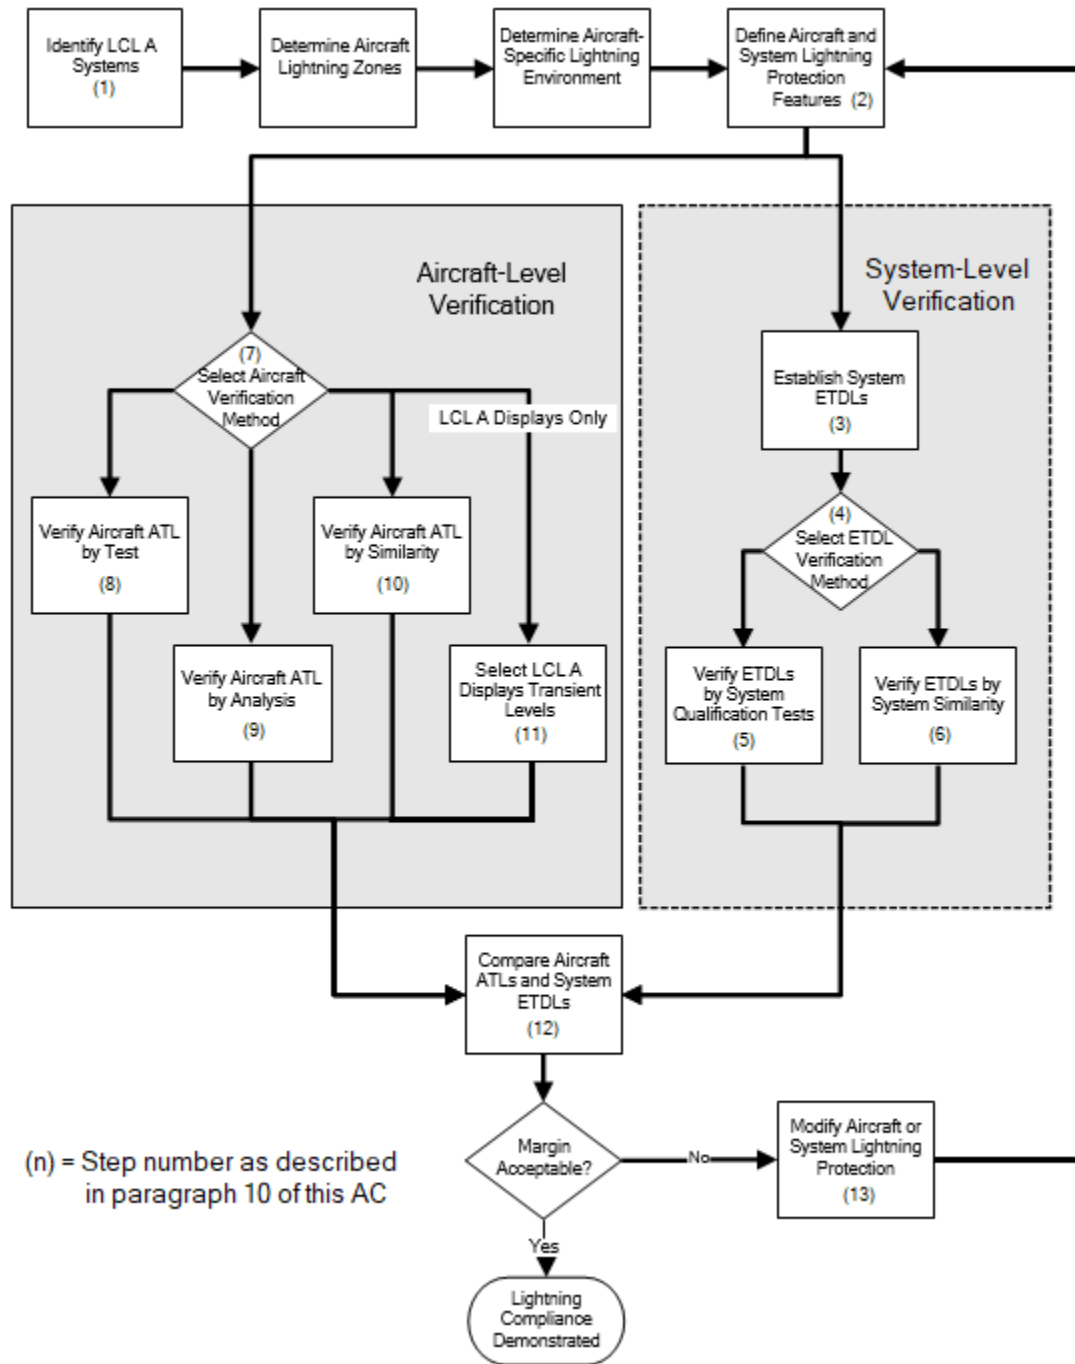 Identify LCL A
Systems
(1)
Determine Aircraft
Lightning Zones
Determine Aircraft-
Specific Lightning
Environment
Define Aircraft and
System Lightning
Protection
Features (2)
Aircraft-Level
Verification
System-Level
Verification
(7)
Select Aircraft
Verification
Method
LCL A Displays Only
Establish System
ETDLs
(3)
Verify Aircraft ATL
by Test
(8)
Verify Aircraft ATL
by Similarity
(10)
(4)
Select ETDL
Verification
Method
Verify Aircraft ATL
by Analysis
(9)
Select LCL A
Displays Transient
Levels
(11)
Verify ETDLs
by System
Qualification Tests
(5)
Verify ETDLs by
System Similarity
(6)
Compare Aircraft
ATLs and System
ETDLs
(12)
Margin
Acceptable?
No
Modify Aircraft or
System Lightning
Protection
(13)
(n) = Step number as described
in paragraph 10 of this AC
Yes
Lightning
Compliance
Demonstrated